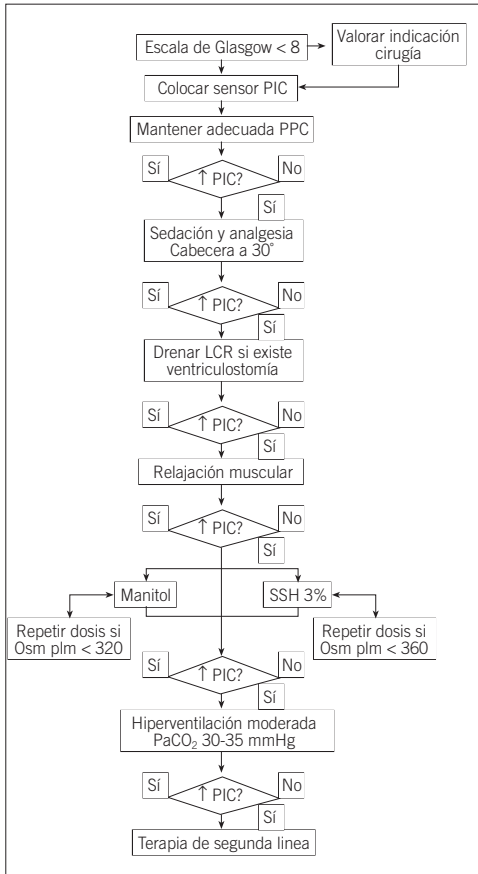 Escala de Glasgow < 8
Valorar indicación
cirugía
Colocar sensor PIC
Mantener adecuada PPC
Sí
No
↑ PIC?
Sí
Sedación y analgesia
Cabecera a 30°
Sí
No
↑ PIC?
Sí
Drenar LCR si existe
ventriculostomía
Sí
No
↑ PIC?
Sí
Relajación muscular
Sí
No
↑ PIC?
Sí
Manitol
SSH 3%
Repetir dosis si
Osm plm < 320
Repetir dosis si
Osm plm < 360
Sí
No
↑ PIC?
Sí
Hiperventilación moderada
PaCO₂ 30-35 mmHg
Sí
No
↑ PIC?
Sí
Terapia de segunda linea